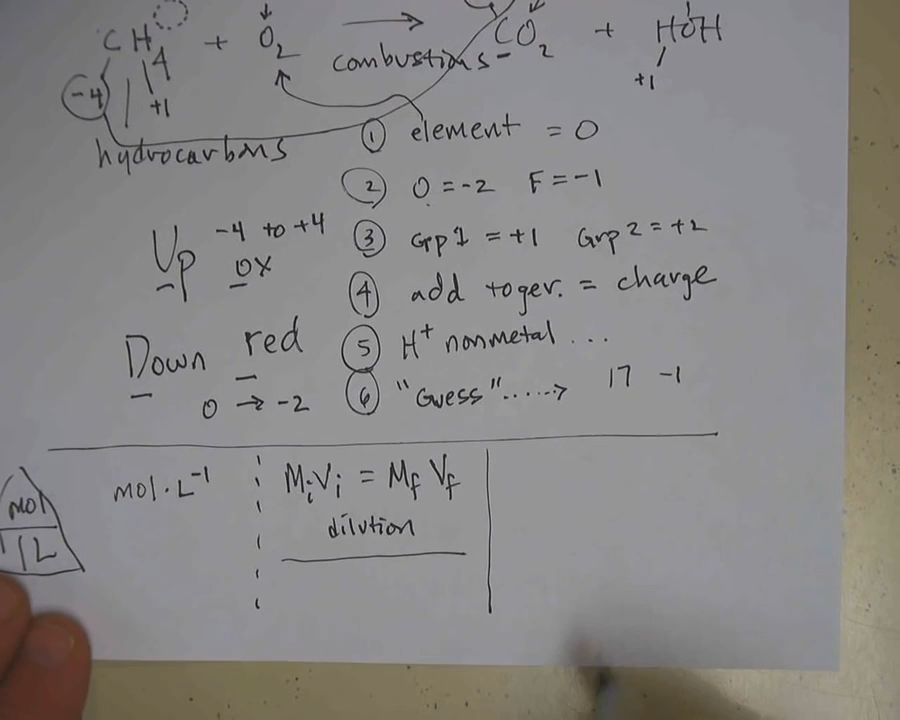 CH4 + O2 → CO2 + HOH
combustions
-4 +1 +1
hydrocarbons
① element = 0
② O = -2 F = -1
Up -4 to +4 ox
③ Grp 1 = +1 Grp 2 = +2
④ add toger. = charge
Down red
⑤ H+ nonmetal ...
0 → -2
⑥ "Guess".....→ 17 -1
mol / 1L
mol·L⁻¹
MiVi = MfVf
dilution